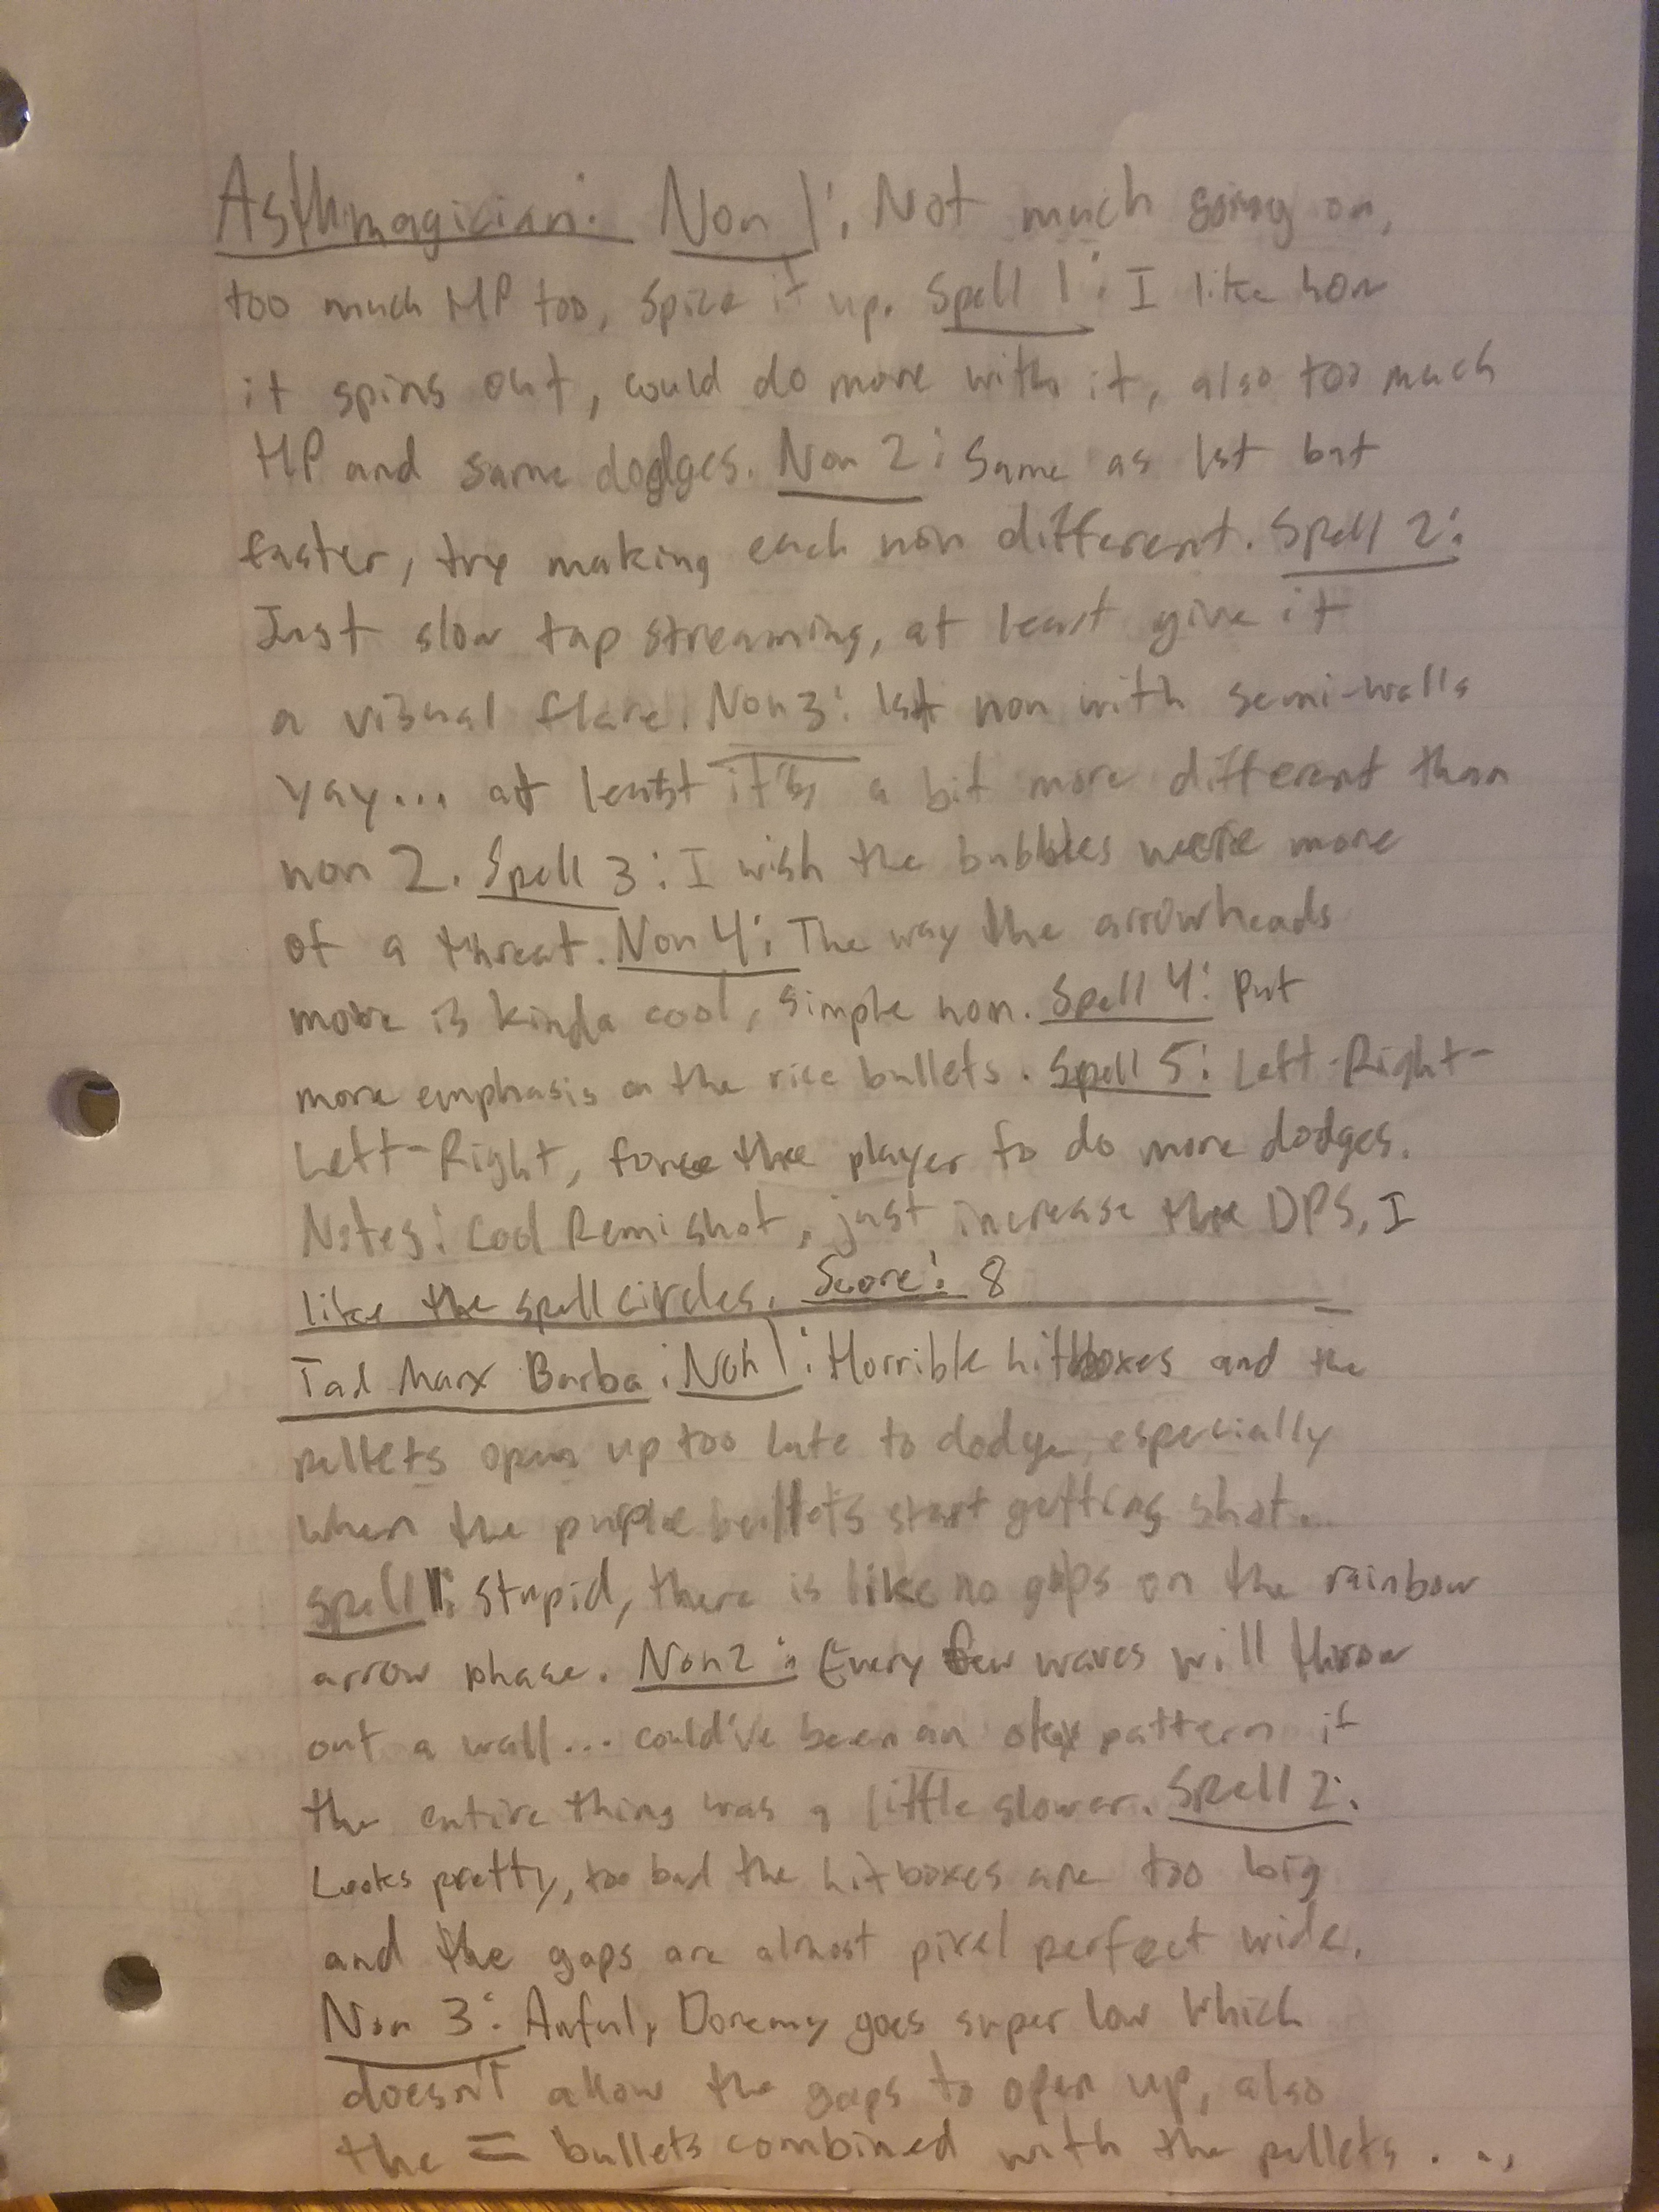 Asthmagician: Non 1: Not much going on,
too much HP too, spice it up. Spell 1: I like how
it spins out, could do more with it, also too much
HP and same dodges. Non 2: Same as 1st but
faster, try making each non different. Spell 2:
Just slow tap streaming, at least give it
a visual flare. Non 3: 1st non with semi-walls
yay... at least it's a bit more different than
non 2. Spell 3: I wish the bubbles were more
of a threat. Non 4: The way the arrowheads
move is kinda cool, simple non. Spell 4: Put
more emphasis on the rice bullets. Spell 5: Left-Right-
Left-Right, force the player to do more dodges.
Notes: Cool Remi shot, just increase the DPS, I
like the spell circles. Score: 8
Tad Marx Barba: Non 1: Horrible hitboxes and the
pellets open up too late to dodge, especially
when the purple bullets start getting shot.
Spell 1: Stupid, there is like no gaps on the rainbow
arrow phase. Non 2: Every few waves will throw
out a wall... could've been an okay pattern if
the entire thing was a little slower. Spell 2:
Looks pretty, too bad the hitboxes are too big
and the gaps are almost pixel perfect wide.
Non 3: Awful, Doremy goes super low which
doesn't allow the gaps to open up, also
the = bullets combined with the pellets...